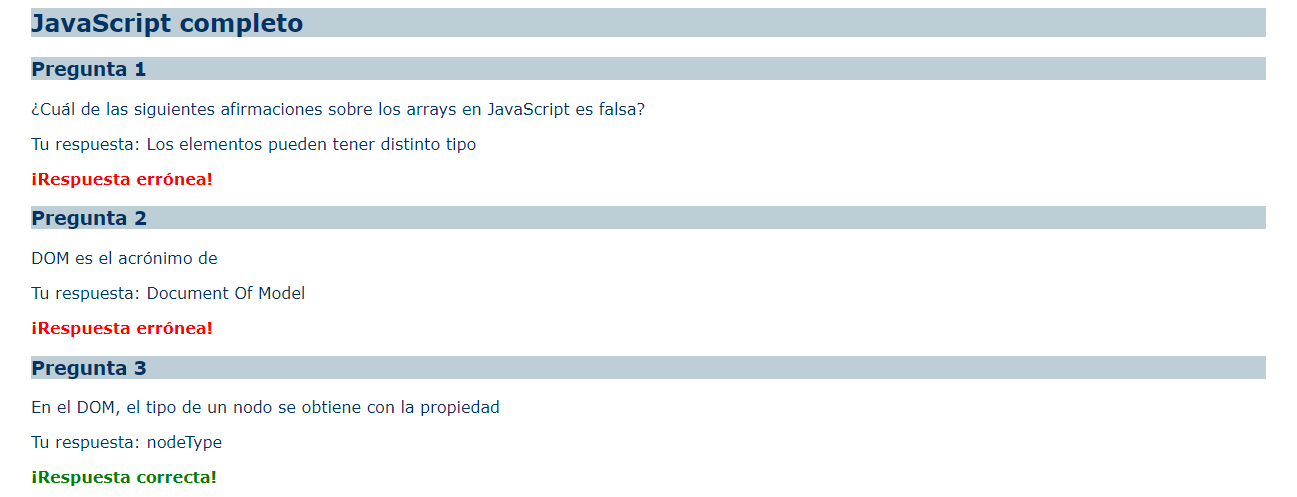 JavaScript completo
Pregunta 1
¿Cuál de las siguientes afirmaciones sobre los arrays en JavaScript es falsa?
Tu respuesta: Los elementos pueden tener distinto tipo
¡Respuesta errónea!
Pregunta 2
DOM es el acrónimo de
Tu respuesta: Document Of Model
¡Respuesta errónea!
Pregunta 3
En el DOM, el tipo de un nodo se obtiene con la propiedad
Tu respuesta: nodeType
¡Respuesta correcta!